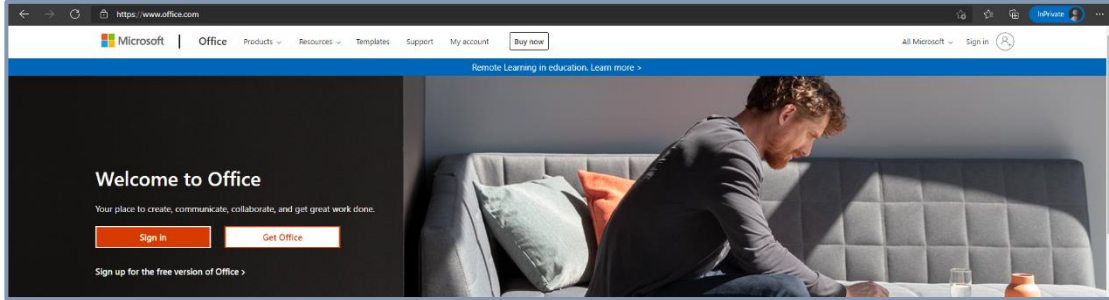 https://www.office.com
InPrivate
Microsoft Office Products Resources Templates Support My account Buy now All Microsoft Sign in
Remote Learning in education. Learn more >
Welcome to Office
Your place to create, communicate, collaborate, and get great work done.
Sign in Get Office
Sign up for the free version of Office >